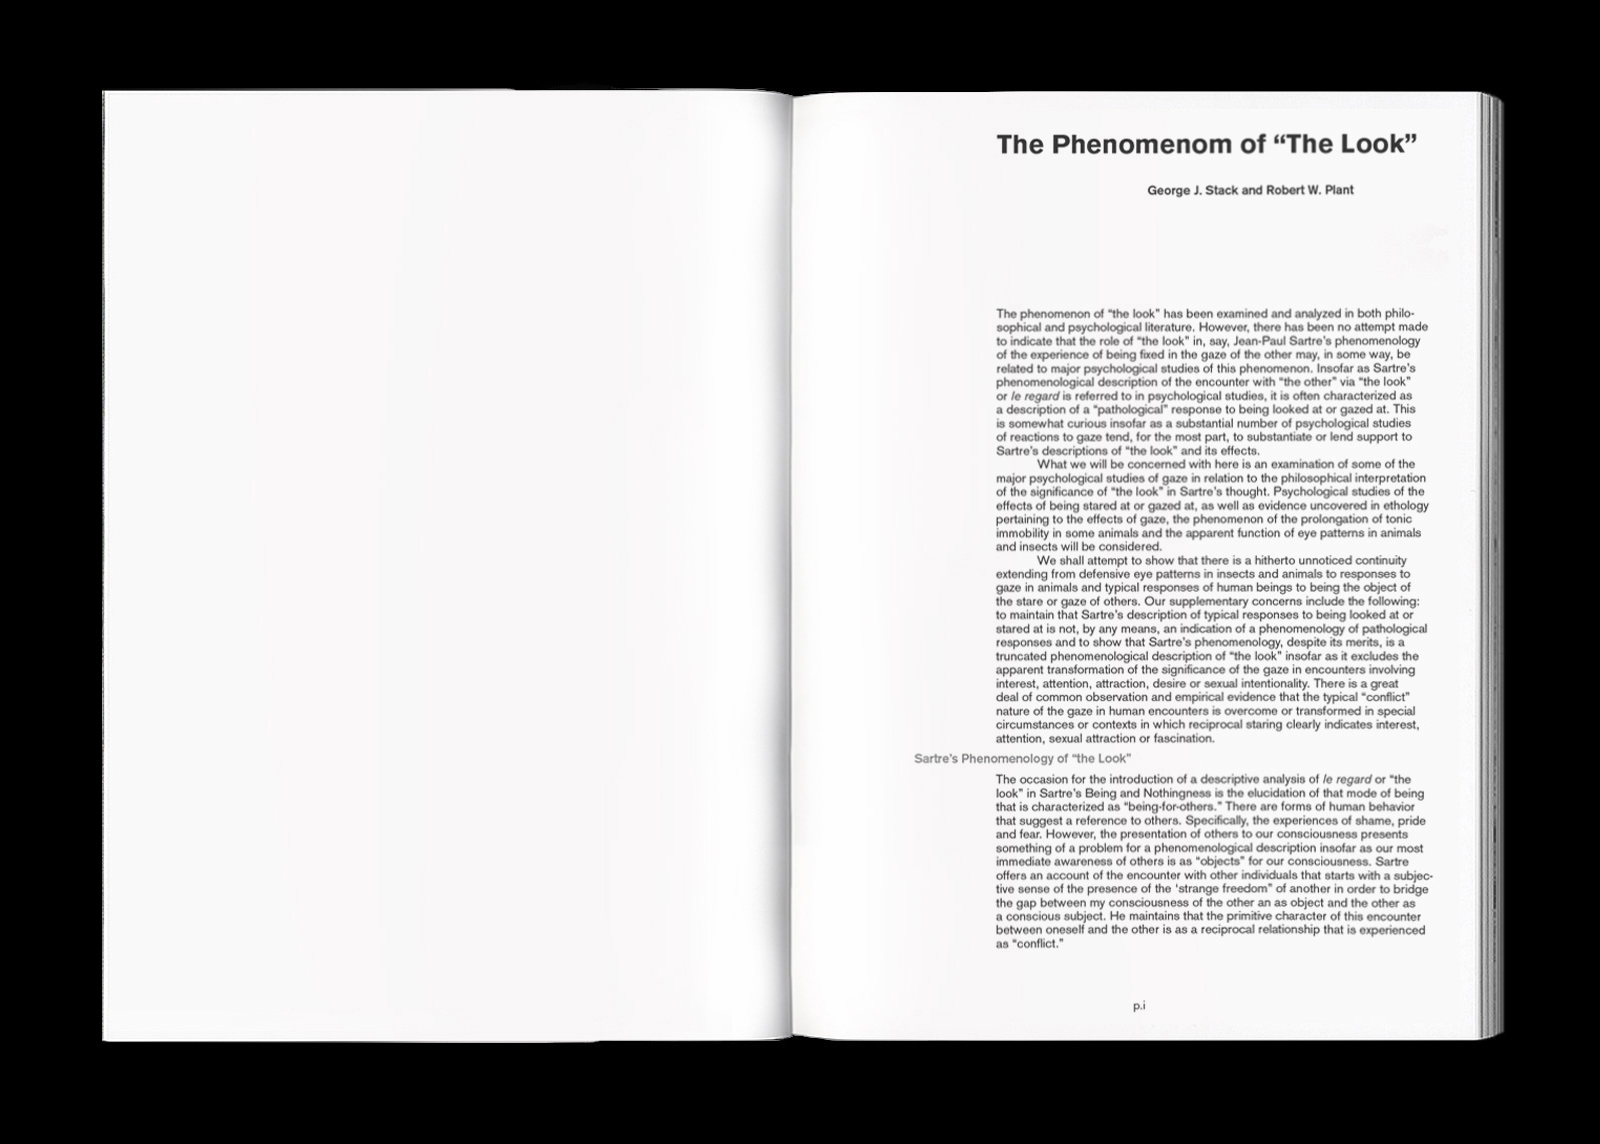 The Phenomenom of “The Look”
George J. Stack and Robert W. Plant
The phenomenon of “the look” has been examined and analyzed in both philo-
sophical and psychological literature. However, there has been no attempt made
to indicate that the role of “the look” in, say, Jean-Paul Sartre’s phenomenology
of the experience of being fixed in the gaze of the other may, in some way, be
related to major psychological studies of this phenomenon. Insofar as Sartre’s
phenomenological description of the encounter with “the other” via “the look”
or le regard is referred to in psychological studies, it is often characterized as
a description of a “pathological” response to being looked at or gazed at. This
is somewhat curious insofar as a substantial number of psychological studies
of reactions to gaze tend, for the most part, to substantiate or lend support to
Sartre’s descriptions of “the look” and its effects.
What we will be concerned with here is an examination of some of the
major psychological studies of gaze in relation to the philosophical interpretation
of the significance of “the look” in Sartre’s thought. Psychological studies of the
effects of being stared at or gazed at, as well as evidence uncovered in ethology
pertaining to the effects of gaze, the phenomenon of the prolongation of tonic
immobility in some animals and the apparent function of eye patterns in animals
and insects will be considered.
We shall attempt to show that there is a hitherto unnoticed continuity
extending from defensive eye patterns in insects and animals to responses to
gaze in animals and typical responses of human beings to being the object of
the stare or gaze of others. Our supplementary concerns include the following:
to maintain that Sartre’s description of typical responses to being looked at or
stared at is not, by any means, an indication of a phenomenology of pathological
responses and to show that Sartre’s phenomenology, despite its merits, is a
truncated phenomenological description of “the look” insofar as it excludes the
apparent transformation of the significance of the gaze in encounters involving
interest, attention, attraction, desire or sexual intentionality. There is a great
deal of common observation and empirical evidence that the typical “conflict”
nature of the gaze in human encounters is overcome or transformed in special
circumstances or contexts in which reciprocal staring clearly indicates interest,
attention, sexual attraction or fascination.
Sartre’s Phenomenology of “the Look”
The occasion for the introduction of a descriptive analysis of le regard or “the
look” in Sartre’s Being and Nothingness is the elucidation of that mode of being
that is characterized as “being-for-others.” There are forms of human behavior
that suggest a reference to others. Specifically, the experiences of shame, pride
and fear. However, the presentation of others to our consciousness presents
something of a problem for a phenomenological description insofar as our most
immediate awareness of others is as “objects” for our consciousness. Sartre
offers an account of the encounter with other individuals that starts with a subjec-
tive sense of the presence of the ‘strange freedom” of another in order to bridge
the gap between my consciousness of the other an as object and the other as
a conscious subject. He maintains that the primitive character of this encounter
between oneself and the other is as a reciprocal relationship that is experienced
as “conflict.”
p.i